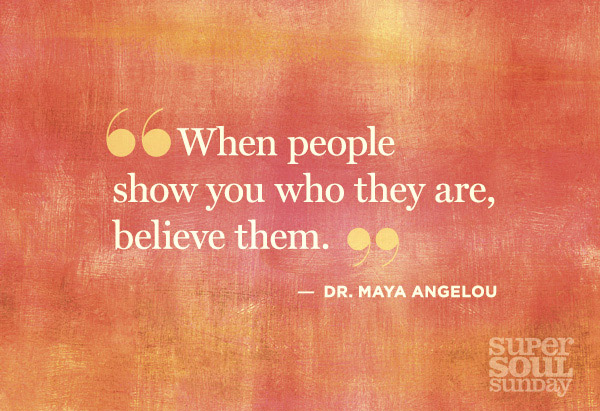 “When people
show you who they are,
believe them.”
— DR. MAYA ANGELOU
SUPER
SOUL
SUNDAY